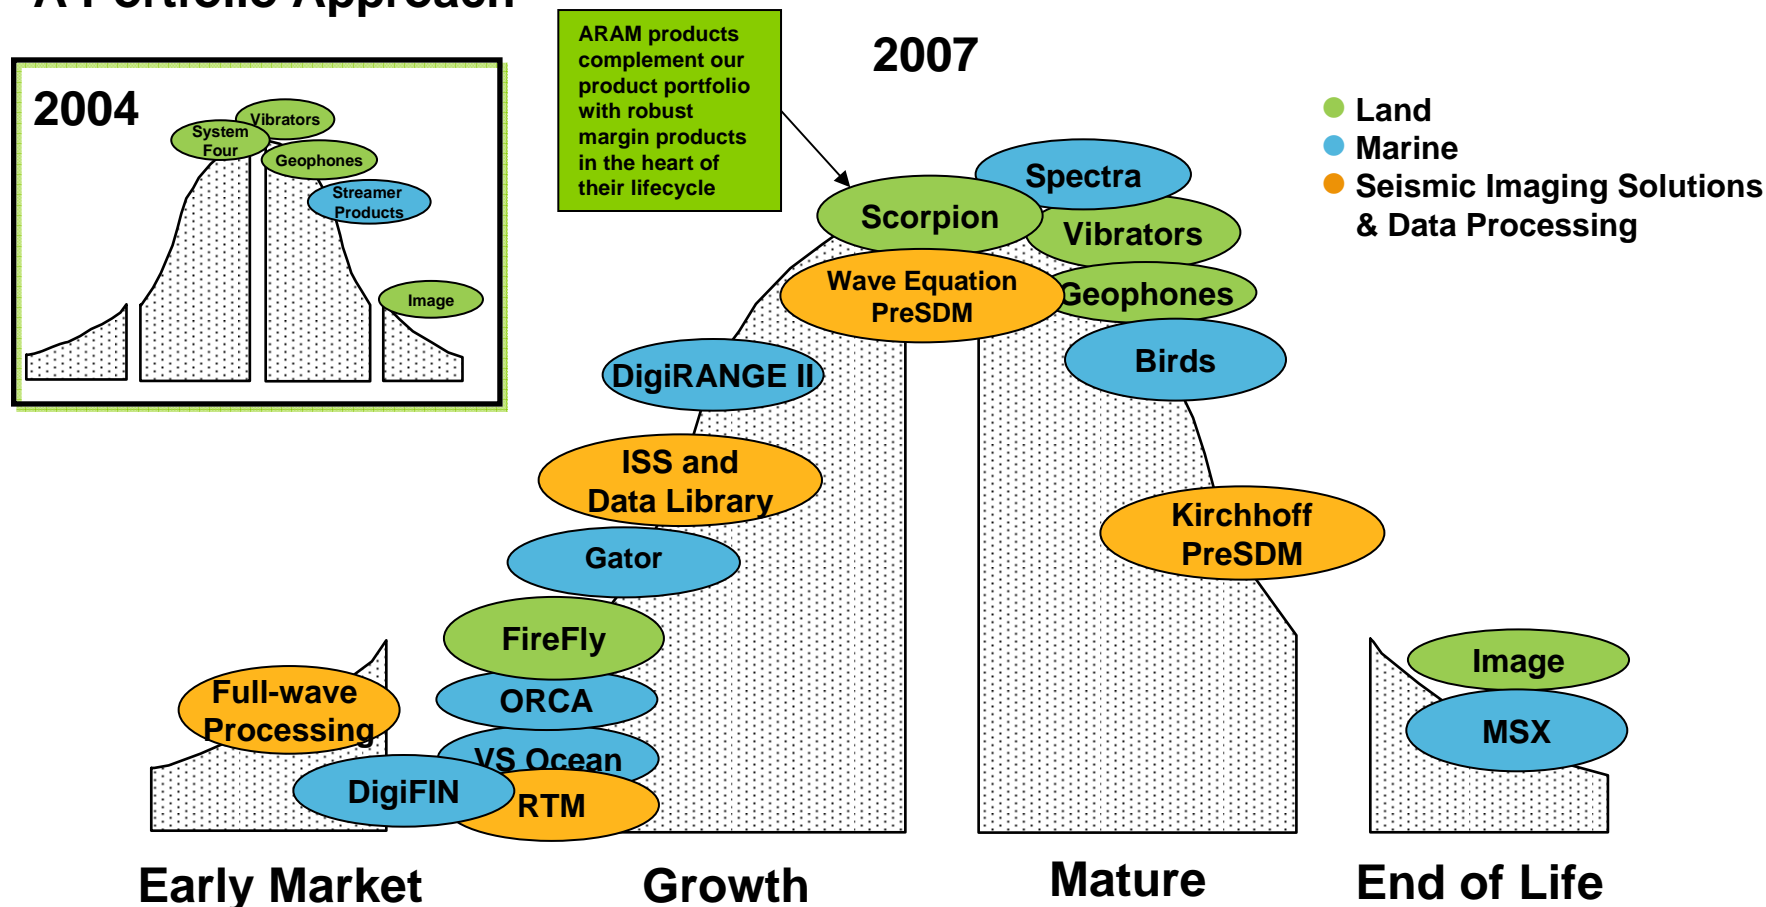 A Portfolio Approach
2004
System
Four
Vibrators
Geophones
Streamer
Products
Image
ARAM products
complement our
product portfolio
with robust
margin products
in the heart of
their lifecycle
2007
Land
Marine
Seismic Imaging Solutions
& Data Processing
Spectra
Scorpion
Vibrators
Wave Equation
PreSDM
Geophones
Birds
DigiRANGE II
ISS and
Data Library
Gator
Kirchhoff
PreSDM
FireFly
ORCA
VS Ocean
RTM
Full-wave
Processing
DigiFIN
Image
MSX
Early Market
Growth
Mature
End of Life